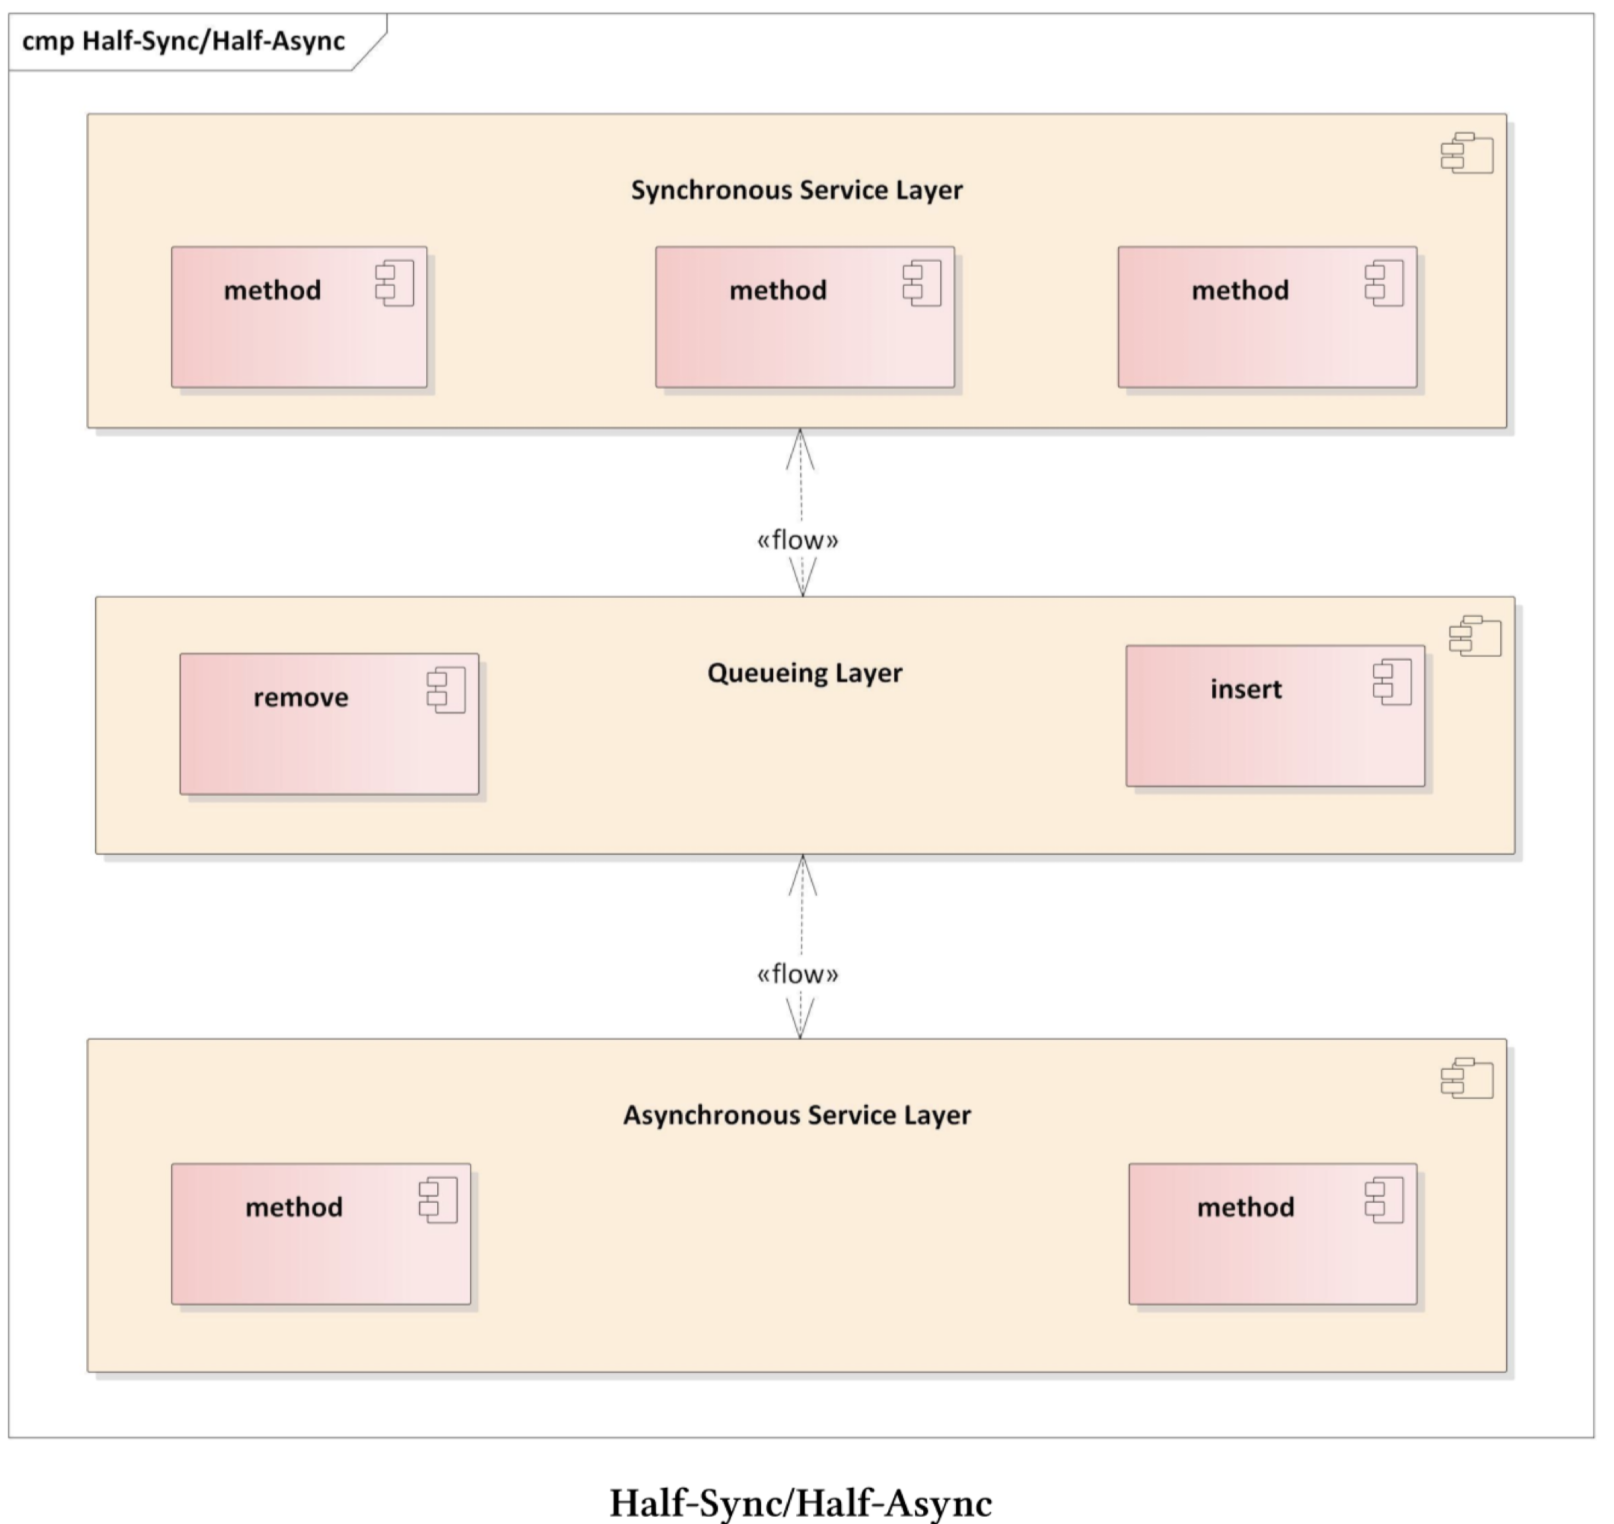 cmp Half-Sync/Half-Async
Synchronous Service Layer
method
method
method
«flow»
Queueing Layer
remove
insert
«flow»
Asynchronous Service Layer
method
method
Half-Sync/Half-Async